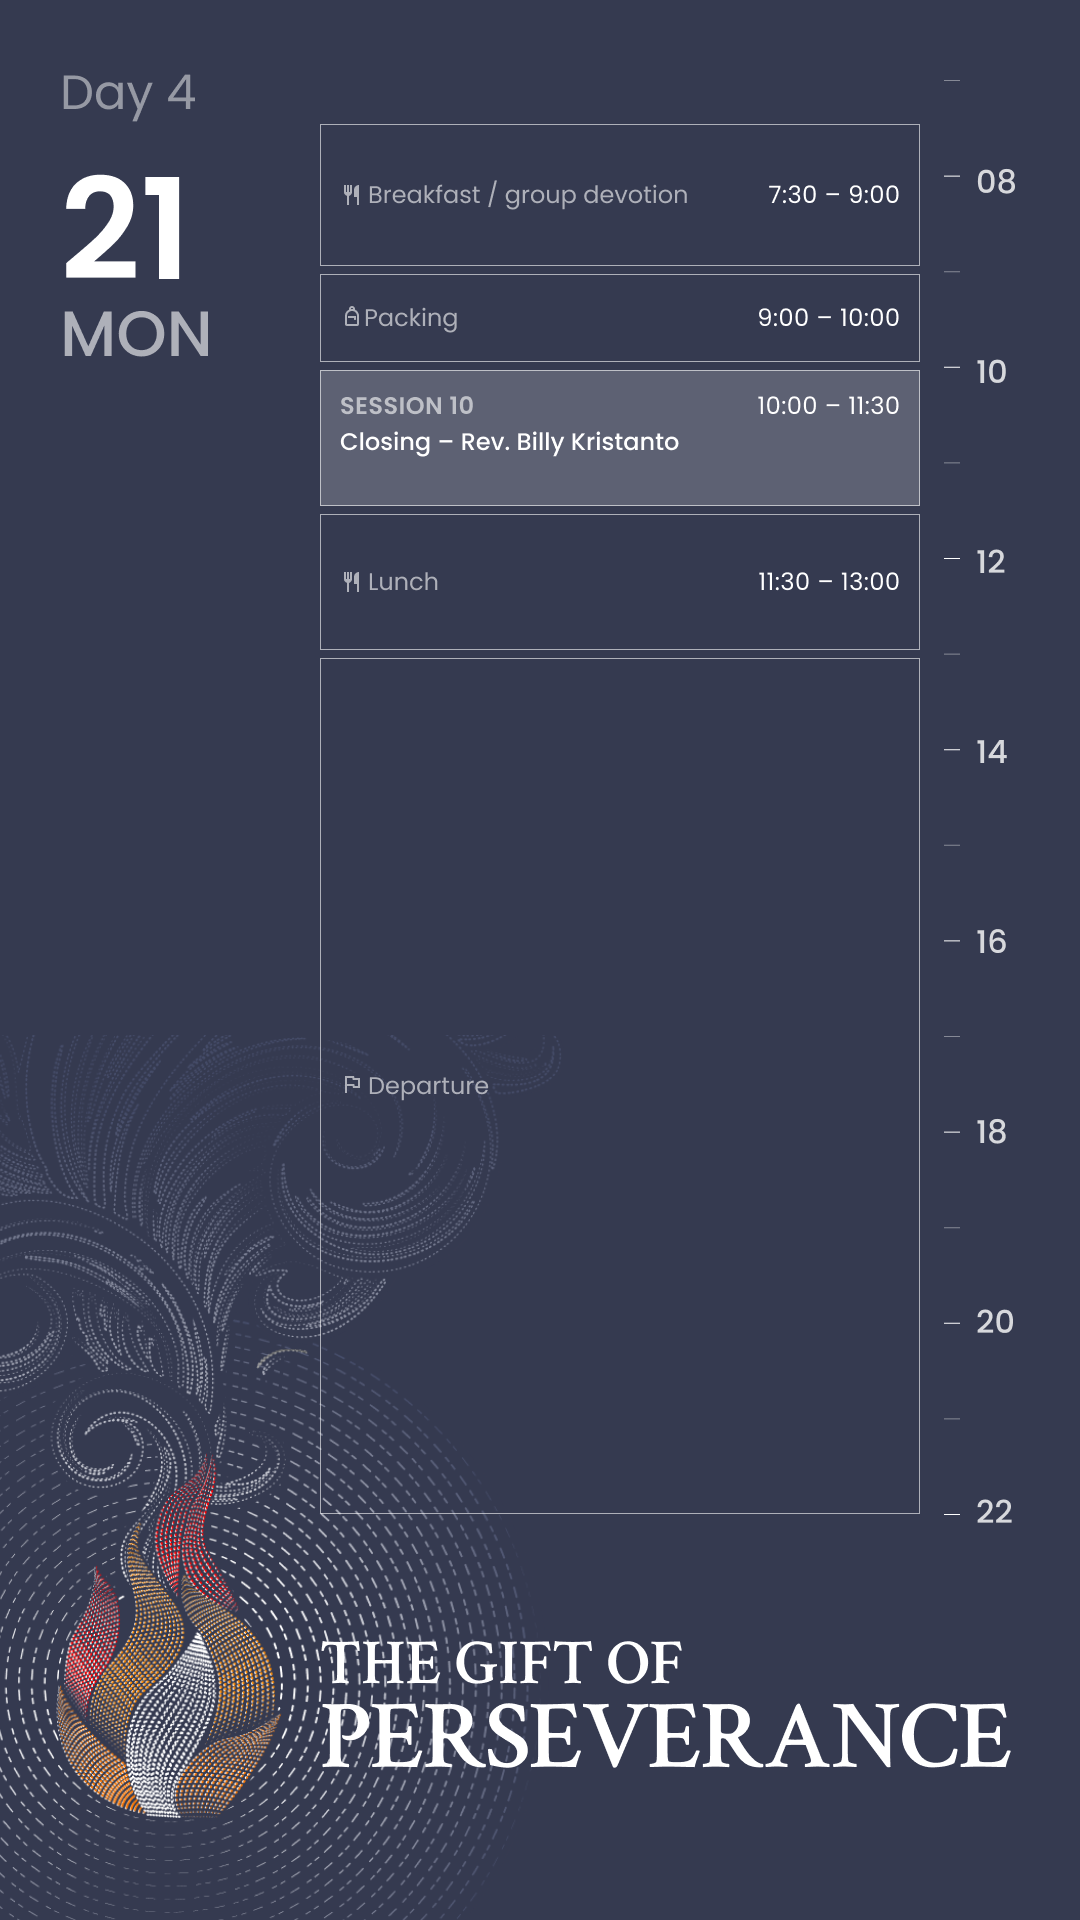 Day 4
21
MON
Breakfast / group devotion 7:30 – 9:00
Packing 9:00 – 10:00
SESSION 10 10:00 – 11:30
Closing – Rev. Billy Kristanto
Lunch 11:30 – 13:00
Departure
08
10
12
14
16
18
20
22
THE GIFT OF
PERSEVERANCE